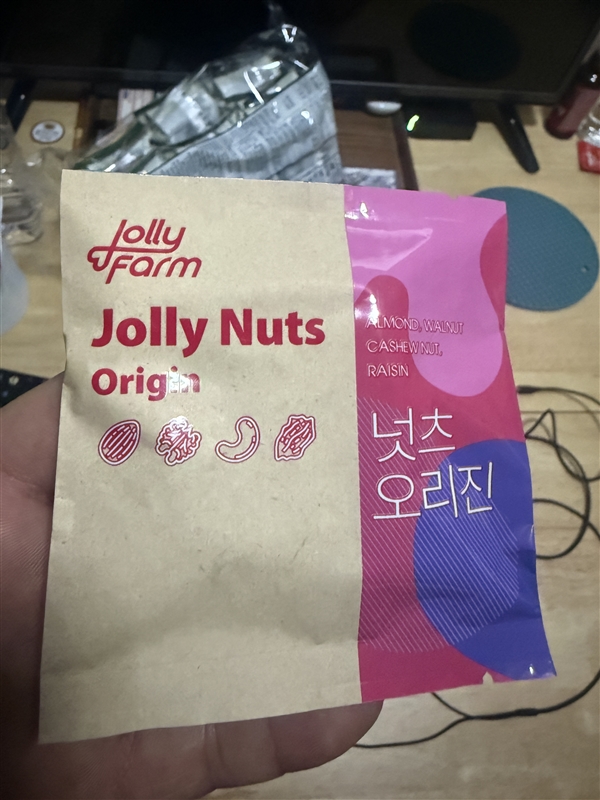 Jolly
Farm
Jolly Nuts
Origin
ALMOND, WALNUT
CASHEW NUT,
RAISIN
넛츠
오리진